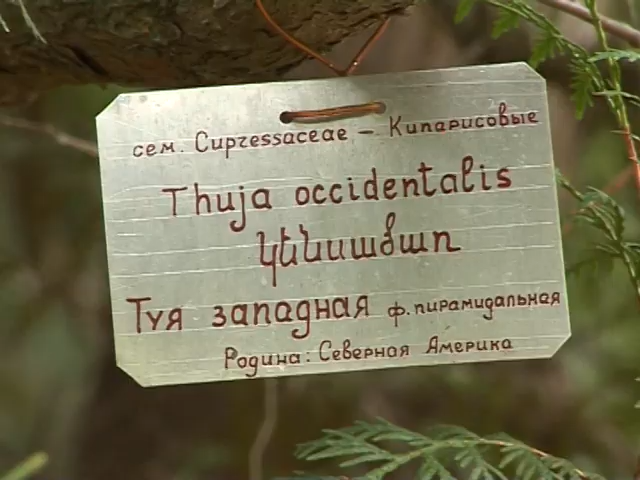 сем. Cupressaceae – Кипарисовые
Thuja occidentalis
կենսածառ
Туя западная ф. пирамидальная
Родина: Северная Америка